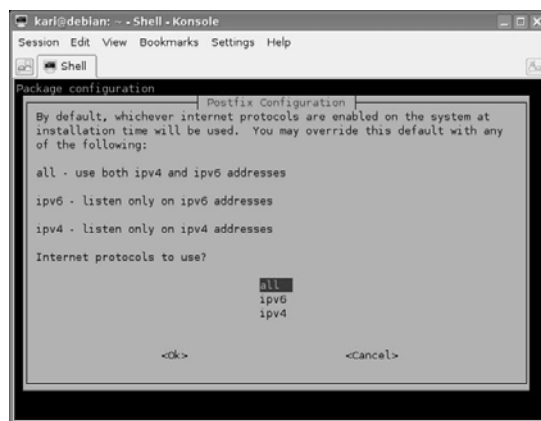 kari@debian: ~ - Shell - Konsole
Session Edit View Bookmarks Settings Help
Shell
Package configuration
Postfix Configuration
By default, whichever internet protocols are enabled on the system at
installation time will be used. You may override this default with any
of the following:
all - use both ipv4 and ipv6 addresses
ipv6 - listen only on ipv6 addresses
ipv4 - listen only on ipv4 addresses
Internet protocols to use?
all
ipv6
ipv4
<Ok> <Cancel>